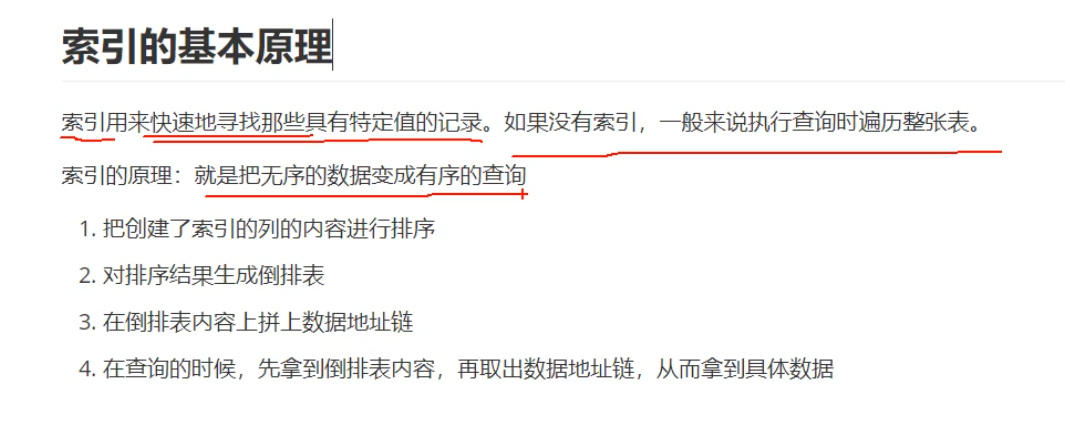 索引的基本原理
索引用来快速地寻找那些具有特定值的记录。如果没有索引，一般来说执行查询时遍历整张表。
索引的原理：就是把无序的数据变成有序的查询
1. 把创建了索引的列的内容进行排序
2. 对排序结果生成倒排表
3. 在倒排表内容上拼上数据地址链
4. 在查询的时候，先拿到倒排表内容，再取出数据地址链，从而拿到具体数据